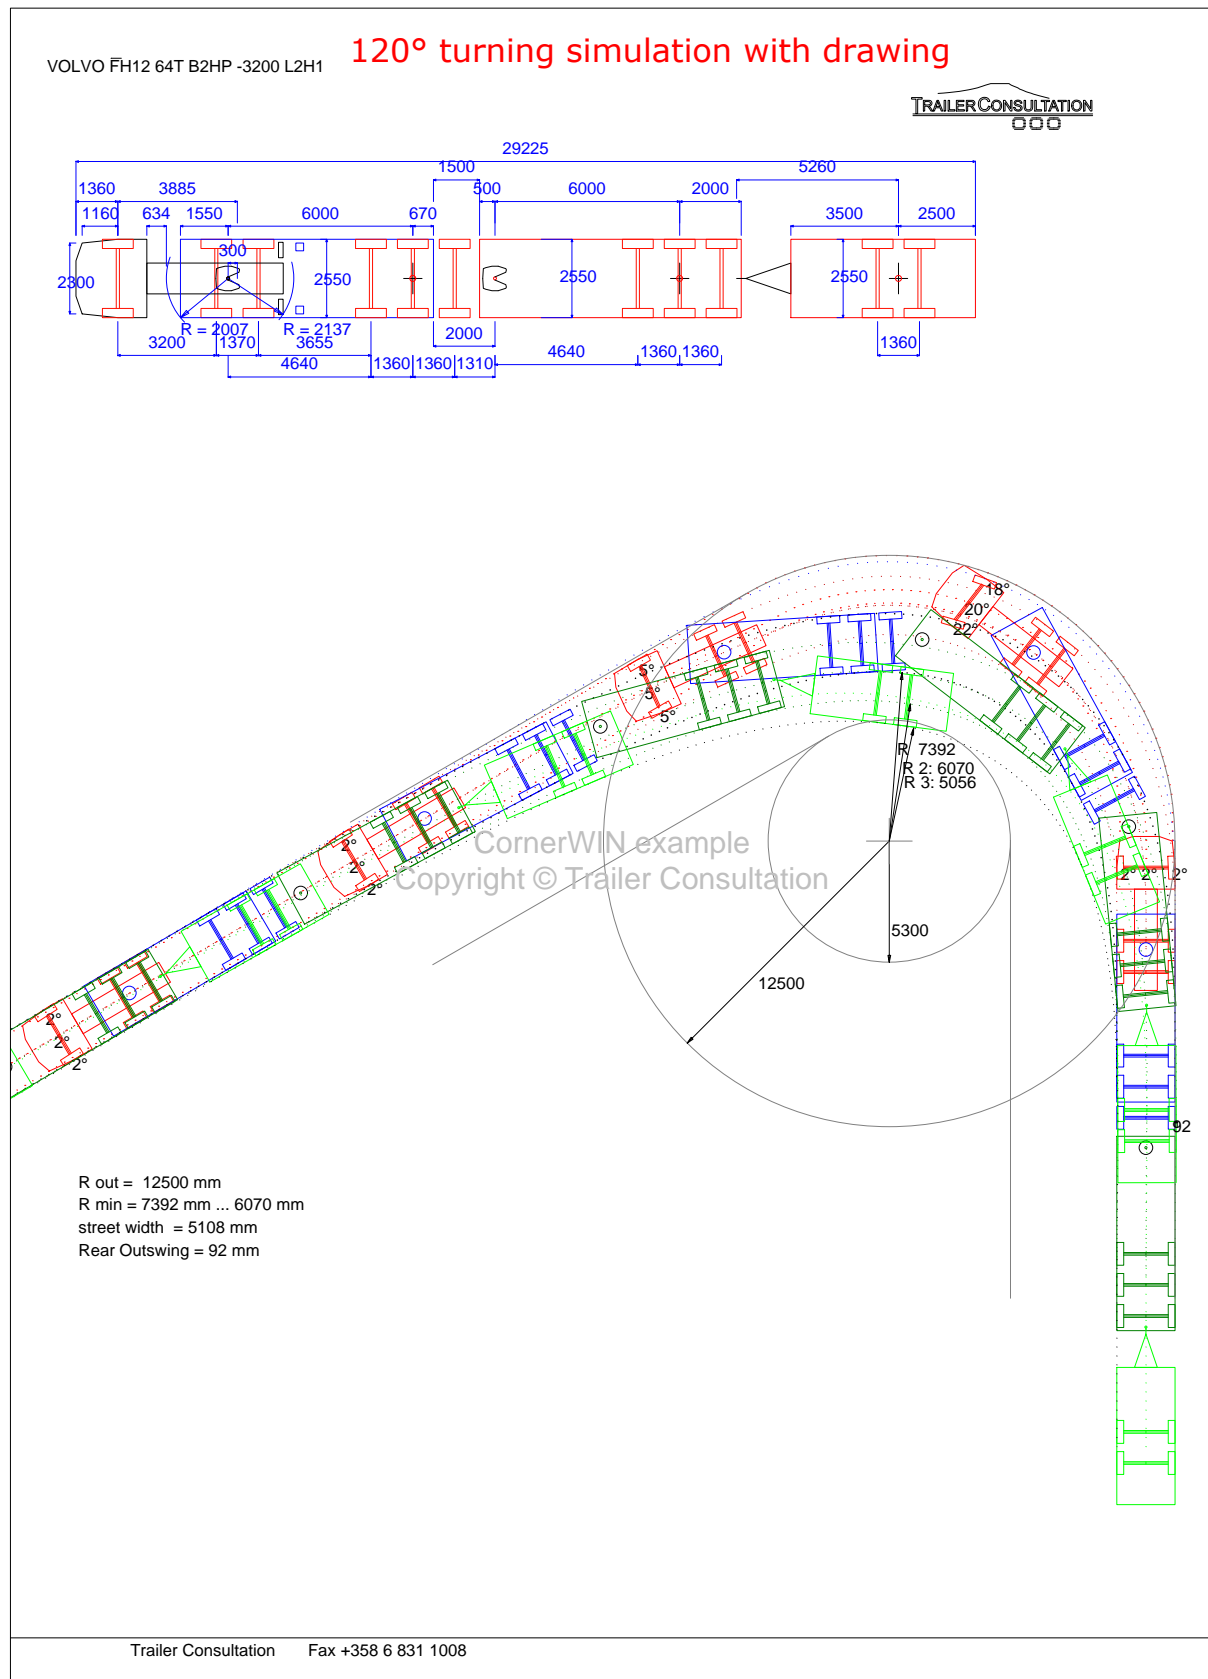 120° turning simulation with drawing
VOLVO FH12 64T B2HP -3200 L2H1
TRAILER CONSULTATION
29225
1500 5260
1360 3885 500 6000 2000
1160 634 1550 6000 670 3500 2500
300
2300 2550 2550 2550
R = 2007 R = 2137
2000
3200 1370 3655
4640 1360 1360 1310 4640 1360 1360 1360
18°
20°
22°
5°
5°
5°
R 7392
R 2: 6070
R 3: 5056
CornerWIN example
Copyright © Trailer Consultation
2°
2°
2°
2° 2° 2°
5300
12500
2°
2°
2°
92
R out = 12500 mm
R min = 7392 mm ... 6070 mm
street width = 5108 mm
Rear Outswing = 92 mm
Trailer Consultation Fax +358 6 831 1008